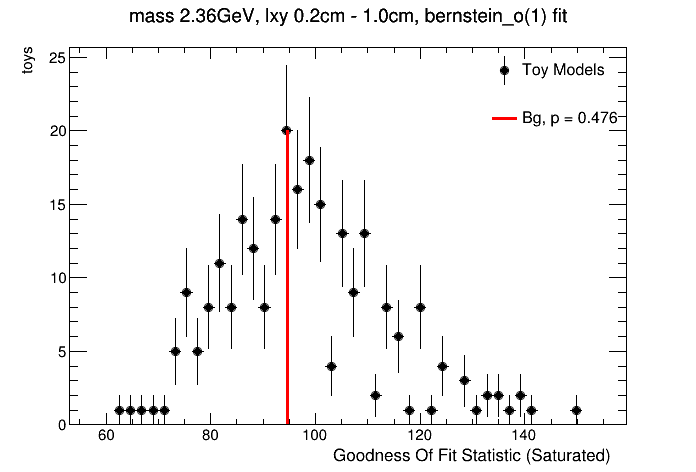 mass 2.36GeV, lxy 0.2cm - 1.0cm, bernstein_o(1) fit
toys
25
20
15
10
5
0
Toy Models
Bg, p = 0.476
60 80 100 120 140
Goodness Of Fit Statistic (Saturated)